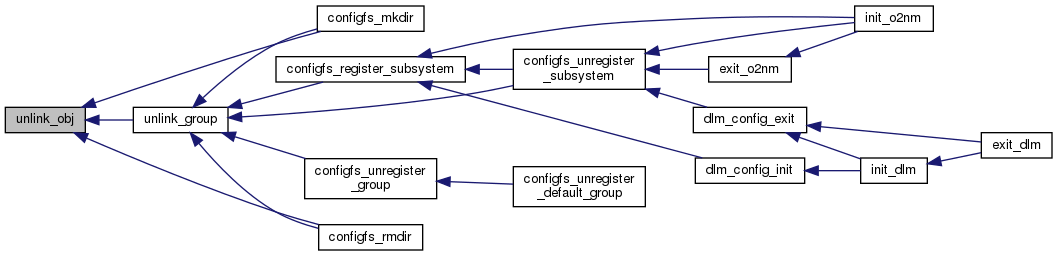 configfs_mkdir
init_o2nm
configfs_register_subsystem
configfs_unregister
_subsystem
exit_o2nm
unlink_obj
unlink_group
dlm_config_exit
exit_dlm
configfs_unregister
_group
dlm_config_init
init_dlm
configfs_unregister
_default_group
configfs_rmdir